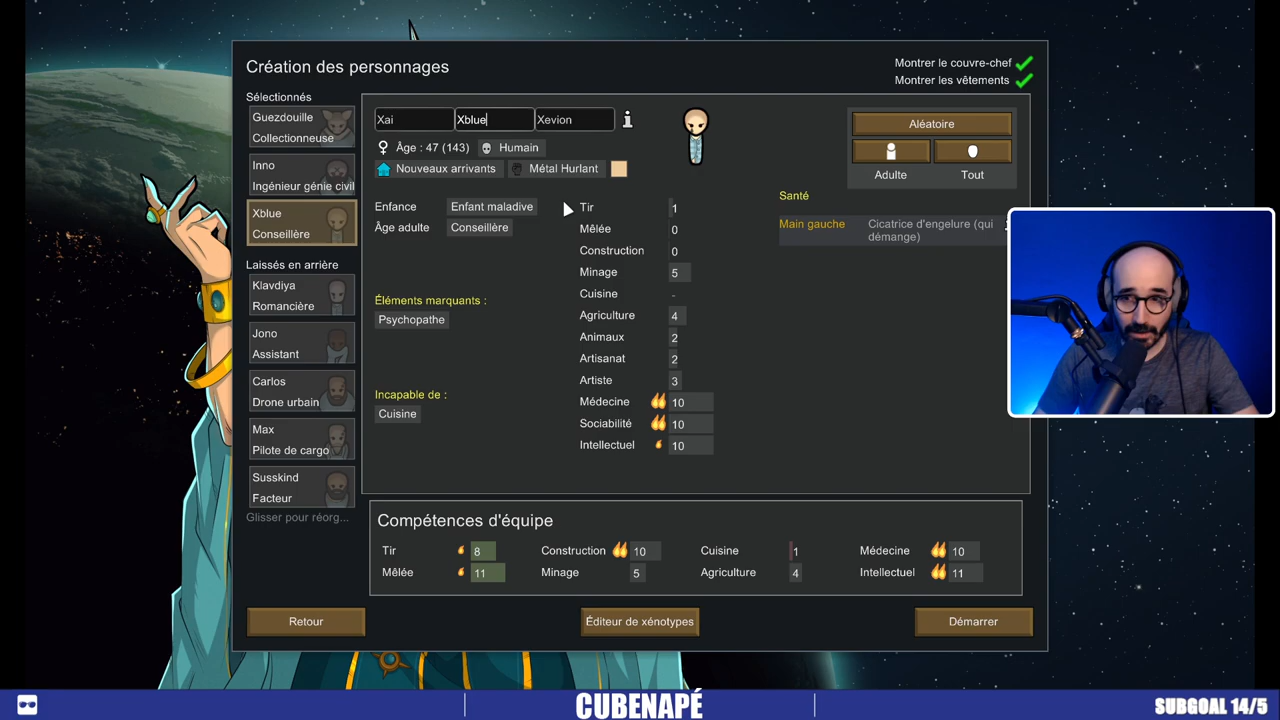 Création des personnages
Montrer le couvre-chef
Montrer les vêtements
Sélectionnés
Guezdouille
Collectionneuse
Inno
Ingénieur génie civil
Xblue
Conseillère
Laissés en arrière
Klavdiya
Romancière
Jono
Assistant
Carlos
Drone urbain
Max
Pilote de cargo
Susskind
Facteur
Glisser pour réorg...
Xai Xblue Xevion
Âge : 47 (143) Humain
Nouveaux arrivants Métal Hurlant
Enfance Enfant maladive
Âge adulte Conseillère
Éléments marquants :
Psychopathe
Incapable de :
Cuisine
Tir 1
Mêlée 0
Construction 0
Minage 5
Cuisine -
Agriculture 4
Animaux 2
Artisanat 2
Artiste 3
Médecine 10
Sociabilité 10
Intellectuel 10
Aléatoire
Adulte Tout
Santé
Main gauche Cicatrice d'engelure (qui
démange)
Compétences d'équipe
Tir 8 Construction 10 Cuisine 1 Médecine 10
Mêlée 11 Minage 5 Agriculture 4 Intellectuel 11
Retour Éditeur de xénotypes Démarrer
CUBENAPÉ
SUBGOAL 14/5